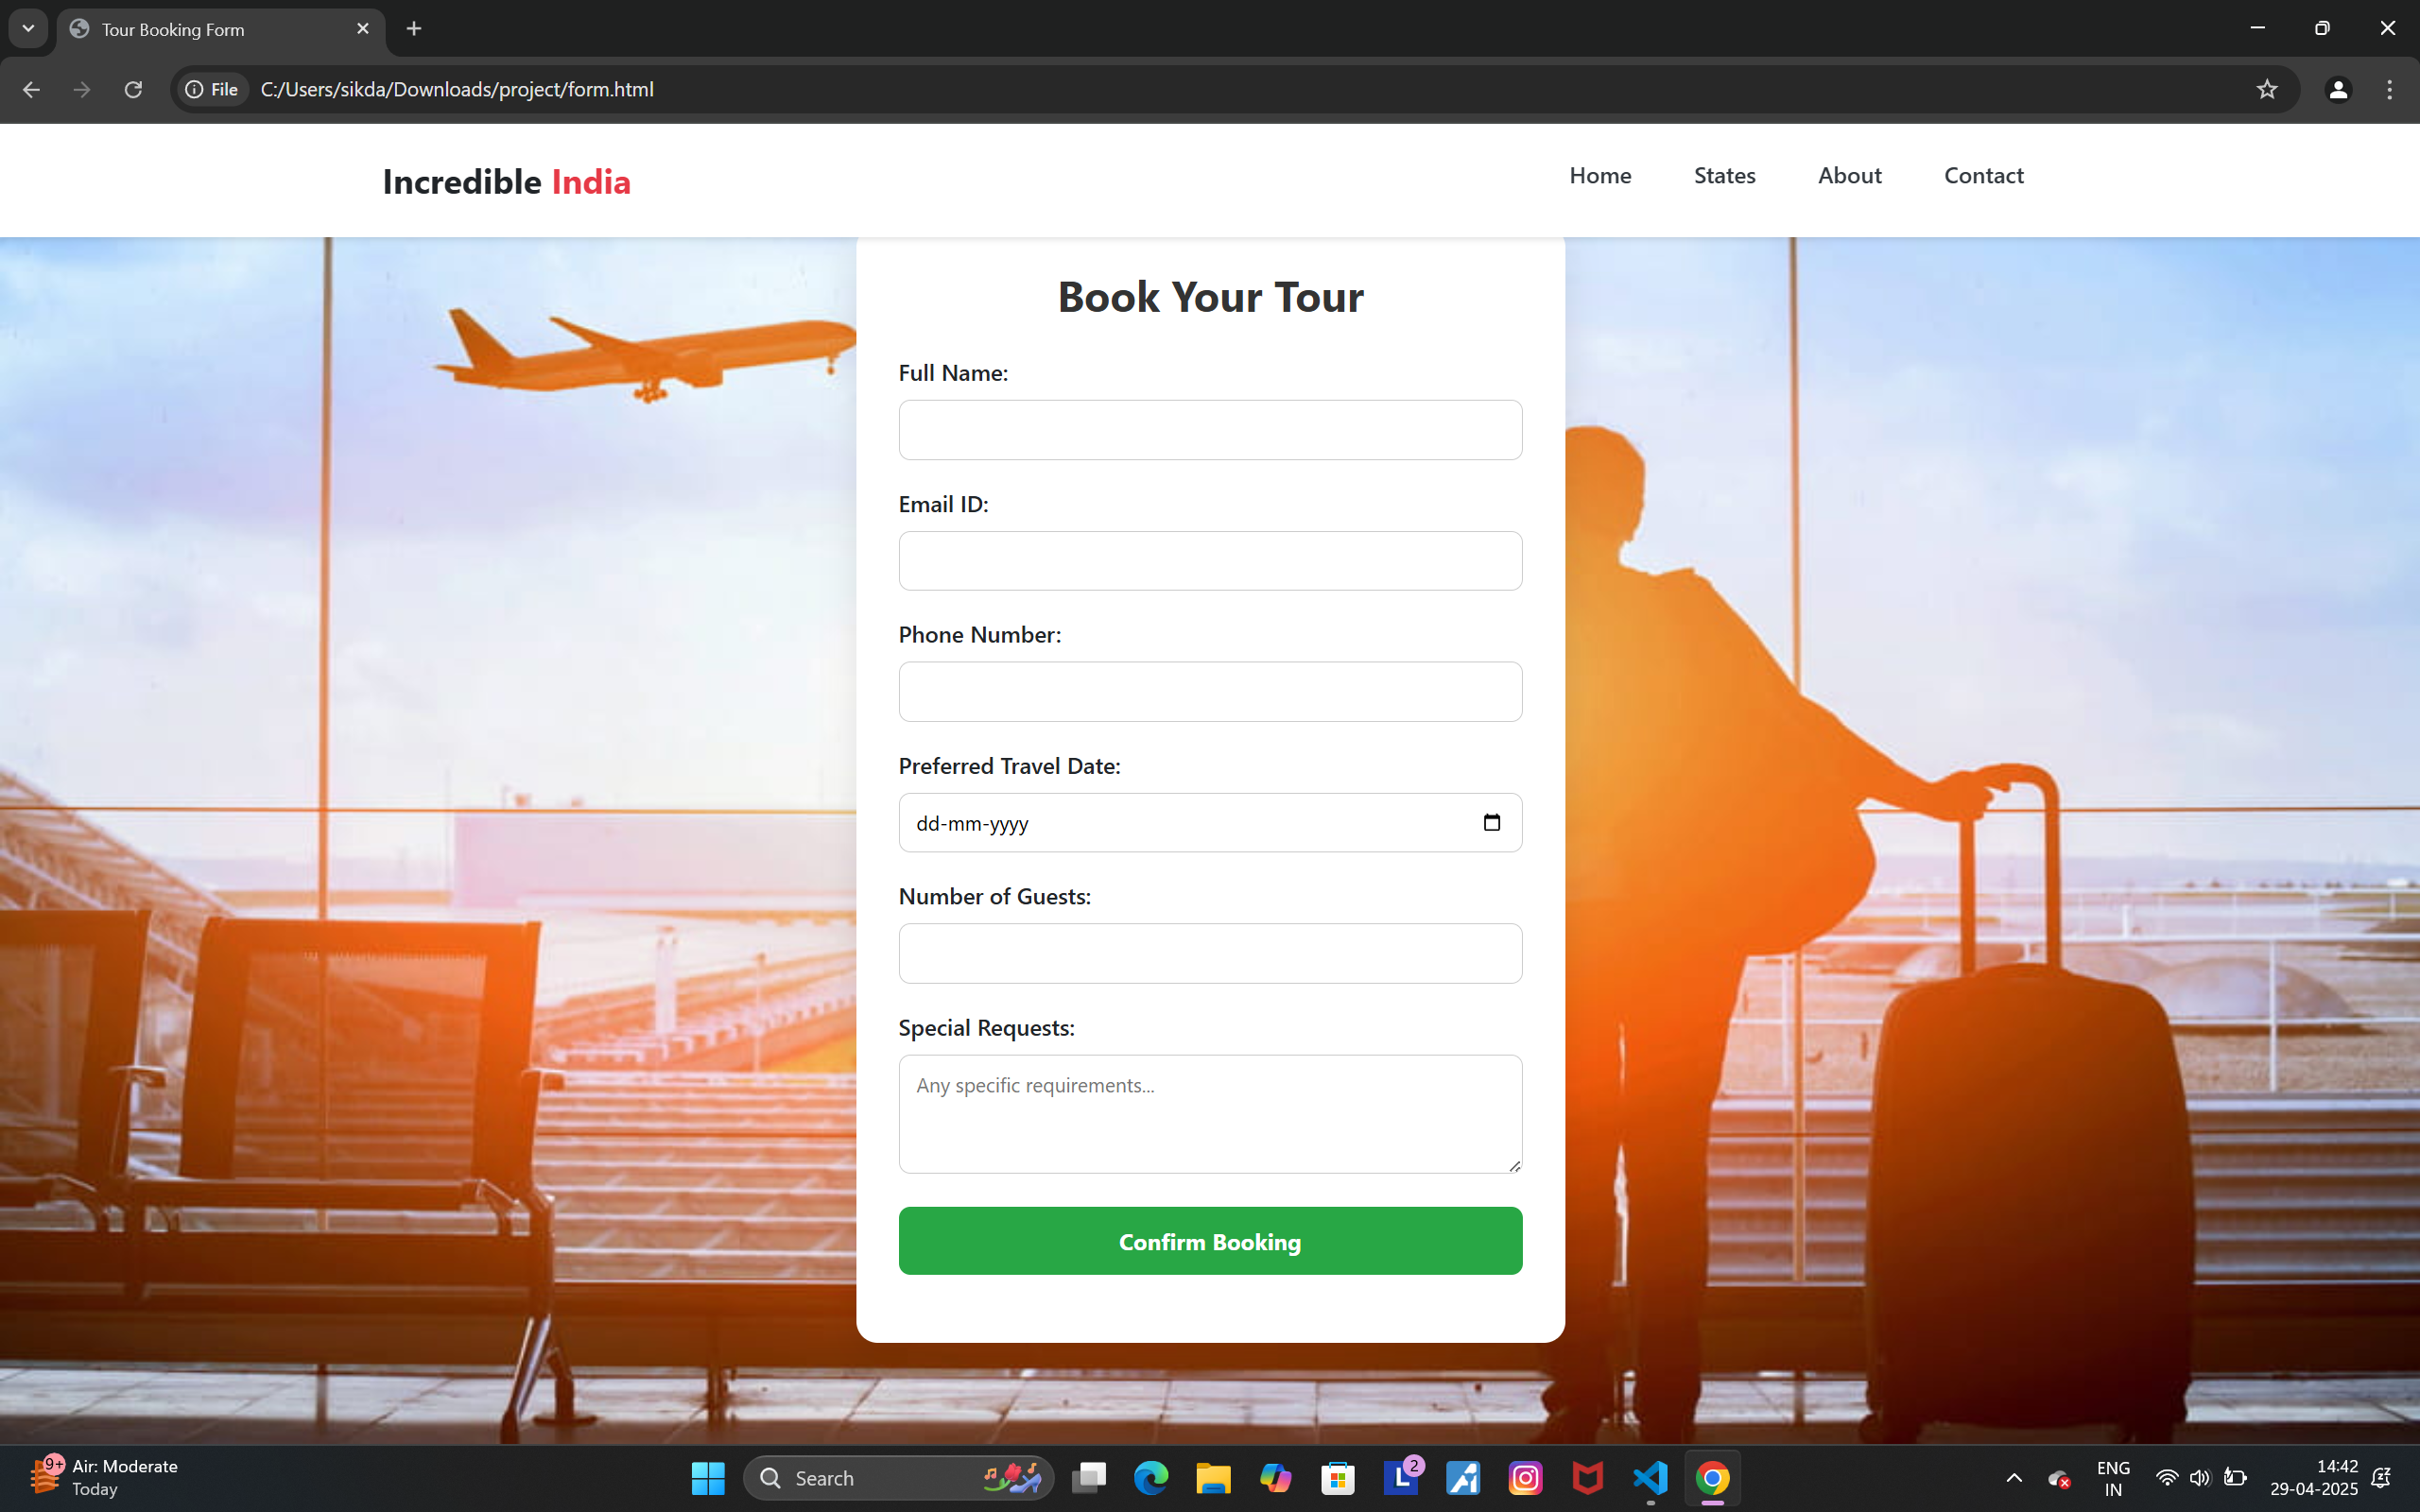 Tour Booking Form
File
C:/Users/sikda/Downloads/project/form.html
Incredible India
Home
States
About
Contact
Book Your Tour
Full Name:
Email ID:
Phone Number:
Preferred Travel Date:
dd-mm-yyyy
Number of Guests:
Special Requests:
Any specific requirements...
Confirm Booking
9+
Air: Moderate
Today
Search
L
2
ENG
IN
14:42
29-04-2025